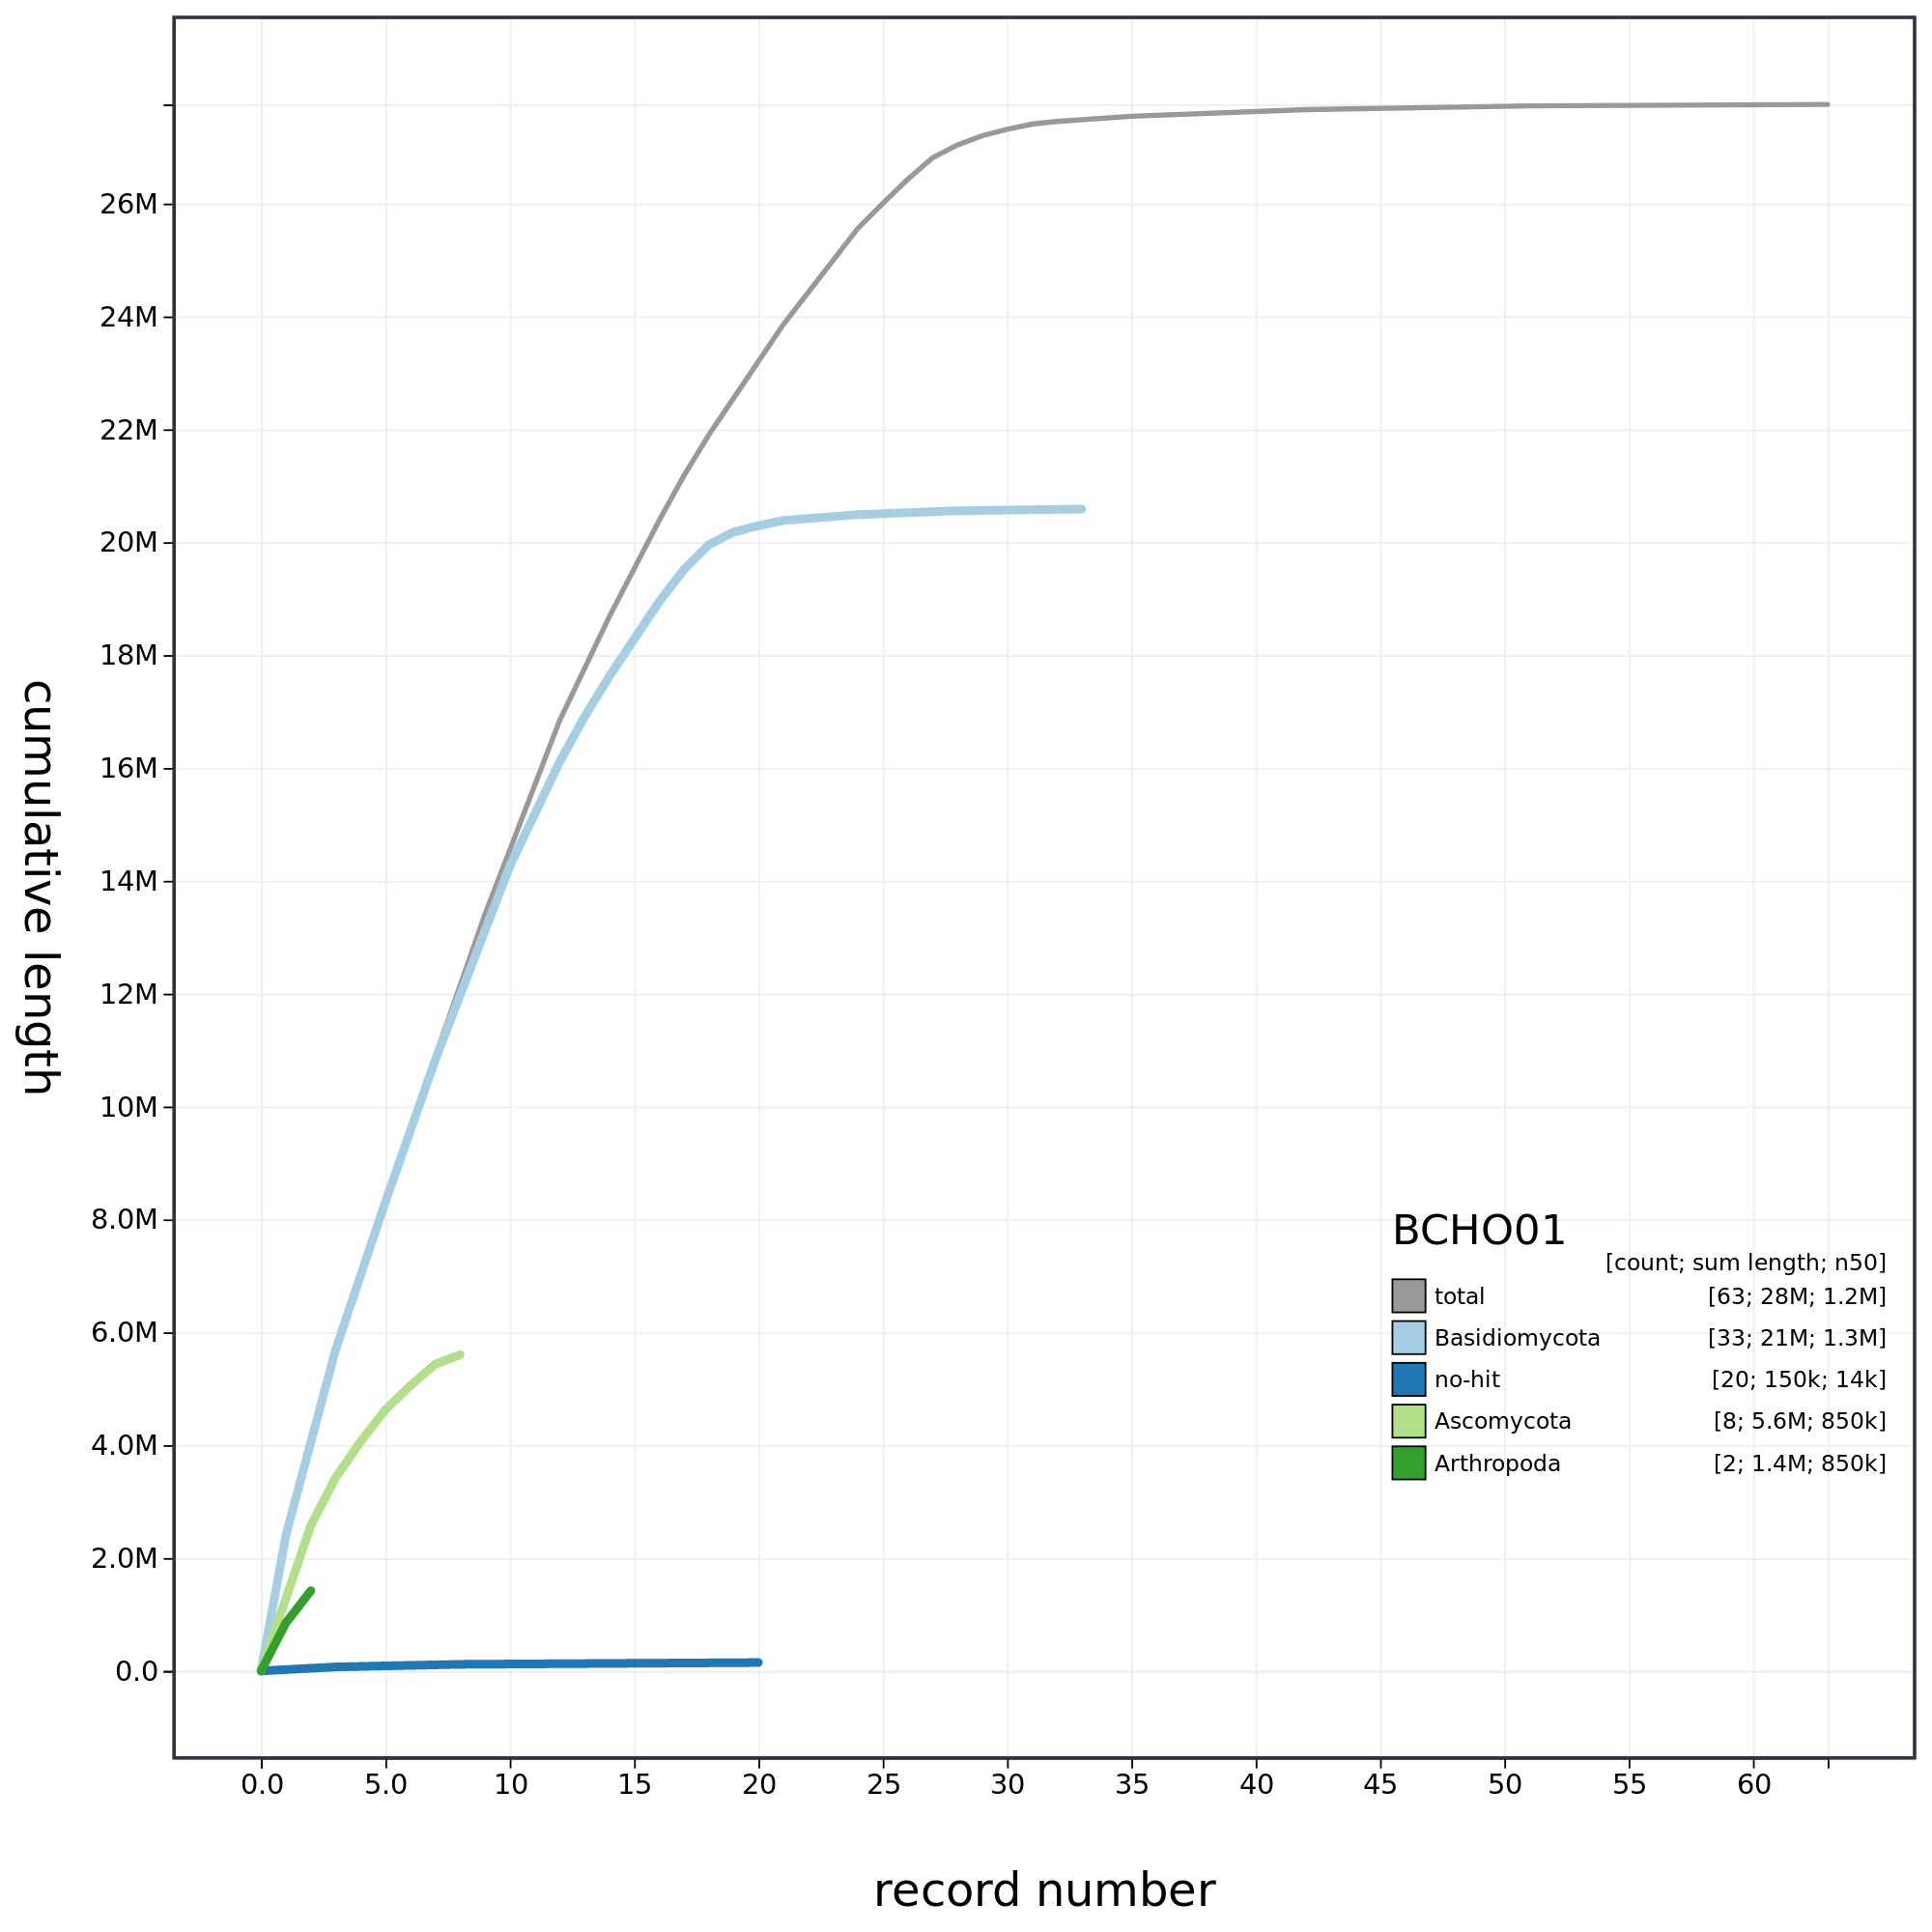 cumulative length
26M
24M
22M
20M
18M
16M
14M
12M
10M
8.0M
6.0M
4.0M
2.0M
0.0
BCHO01
[count; sum length; n50]
total [63; 28M; 1.2M]
Basidiomycota [33; 21M; 1.3M]
no-hit [20; 150k; 14k]
Ascomycota [8; 5.6M; 850k]
Arthropoda [2; 1.4M; 850k]
0.0 5.0 10 15 20 25 30 35 40 45 50 55 60
record number